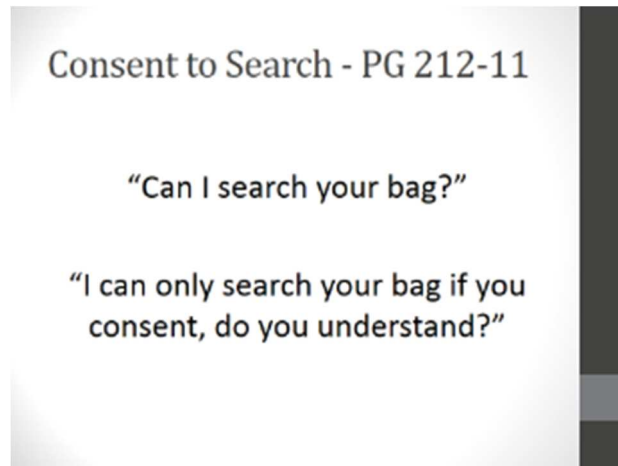 Consent to Search - PG 212-11
“Can I search your bag?”
“I can only search your bag if you
consent, do you understand?”